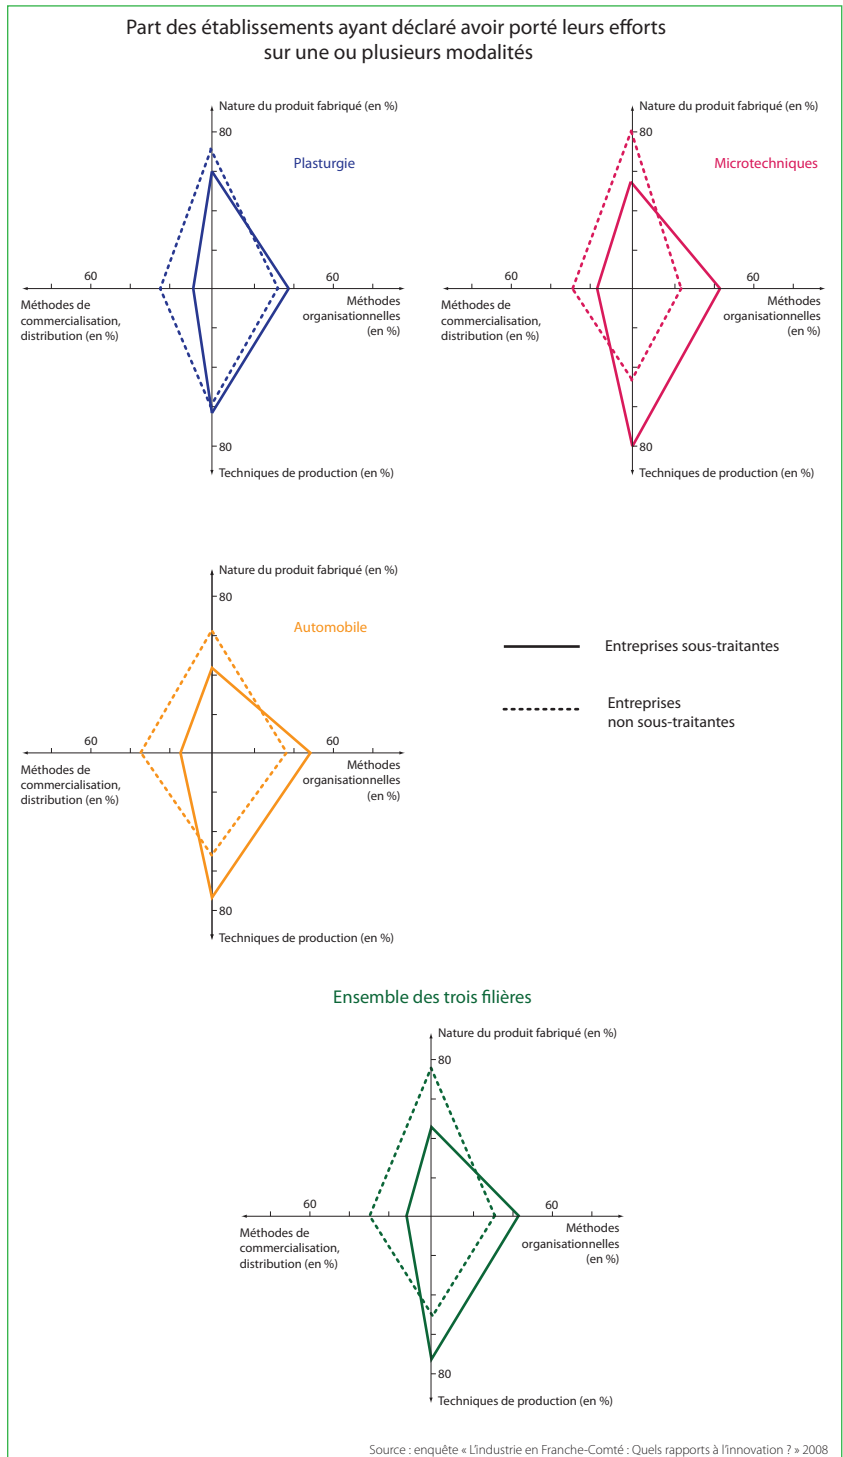 Part des établissements ayant déclaré avoir porté leurs efforts
sur une ou plusieurs modalités
Nature du produit fabriqué (en %)
80
Plasturgie
60
60
Méthodes de
commercialisation,
distribution (en %)
Méthodes
organisationnelles
(en %)
80
Techniques de production (en %)
Nature du produit fabriqué (en %)
80
Microtechniques
60
60
Méthodes de
commercialisation,
distribution (en %)
Méthodes
organisationnelles
(en %)
80
Techniques de production (en %)
Nature du produit fabriqué (en %)
80
Automobile
60
60
Méthodes de
commercialisation,
distribution (en %)
Méthodes
organisationnelles
(en %)
80
Techniques de production (en %)
Entreprises sous-traitantes
Entreprises
non sous-traitantes
Ensemble des trois filières
Nature du produit fabriqué (en %)
80
60
60
Méthodes de
commercialisation,
distribution (en %)
Méthodes
organisationnelles
(en %)
80
Techniques de production (en %)
Source : enquête « L'industrie en Franche-Comté : Quels rapports à l'innovation ? » 2008